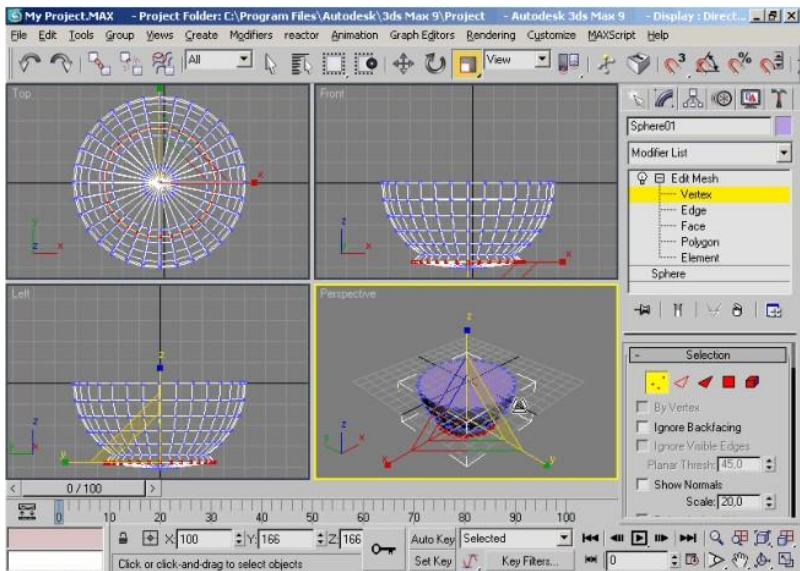 My Project.MAX - Project Folder: C:\Program Files\Autodesk\3ds Max 9\Project - Autodesk 3ds Max 9 - Display : Direct...
File Edit Tools Group Views Create Modifiers reactor Animation Graph Editors Rendering Customize MAXScript Help
All View
Top
Front
Left
Perspective
x
y
z
Sphere01
Modifier List
Edit Mesh
Vertex
Edge
Face
Polygon
Element
Sphere
- Selection
By Vertex
Ignore Backfacing
Ignore Visible Edges
Planar Thresh: 45,0
Show Normals
Scale: 20,0
< 0 / 100 >
0 10 20 30 40 50 60 70 80 90 100
X: 100 Y: 166 Z: 166
Auto Key Selected
Click or click-and-drag to select objects
Set Key Key Filters... 0